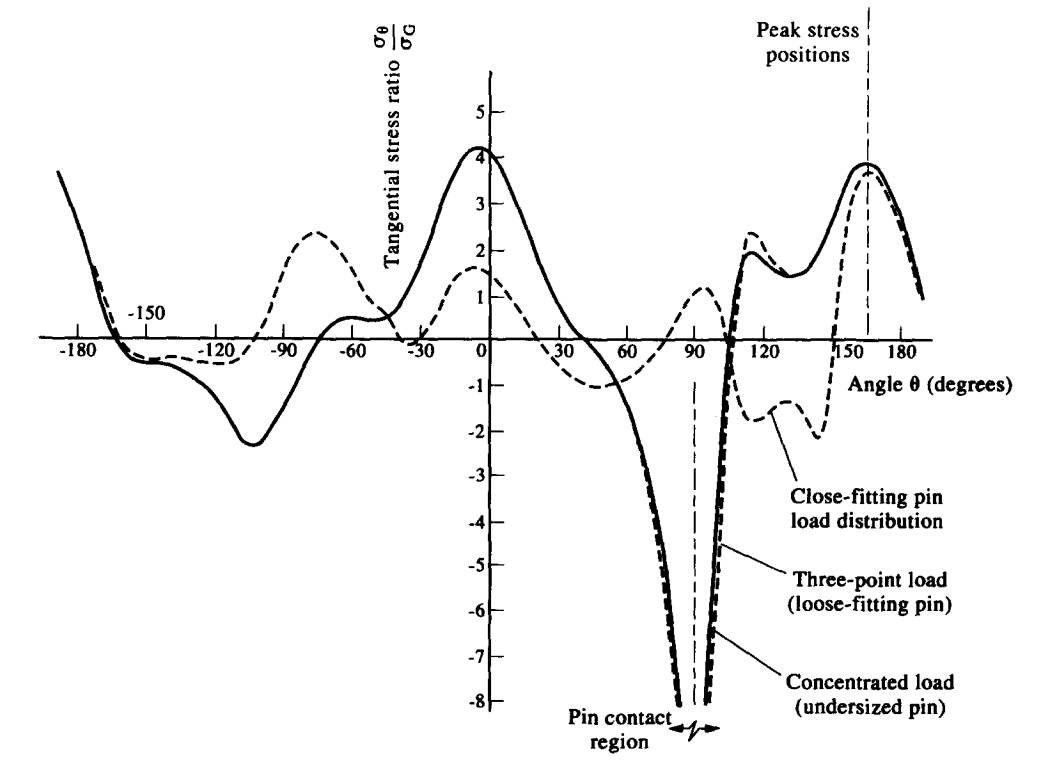 Tangential stress ratio σθ/σG
Peak stress
positions
5
4
3
2
1
-150
-180
-120
-90
-60
-30
0
30
60
90
120
150
180
Angle θ (degrees)
-1
-2
-3
-4
-5
-6
-7
-8
Close-fitting pin
load distribution
Three-point load
(loose-fitting pin)
Concentrated load
(undersized pin)
Pin contact
region